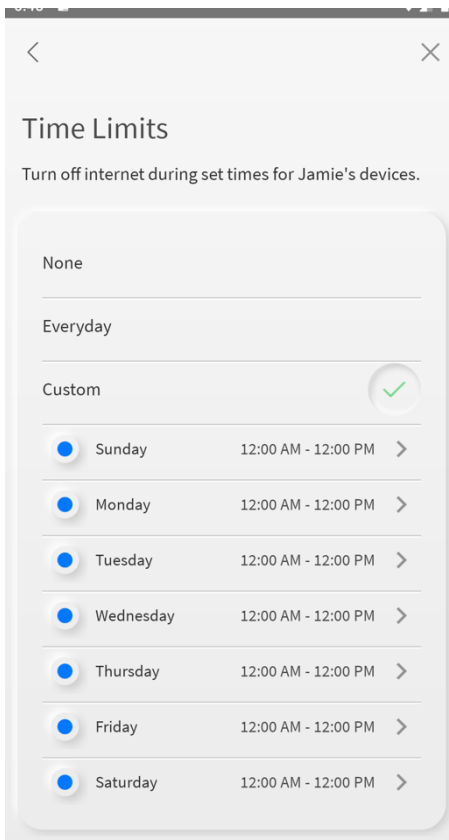 Time Limits
Turn off internet during set times for Jamie's devices.
None
Everyday
Custom
Sunday 12:00 AM - 12:00 PM
Monday 12:00 AM - 12:00 PM
Tuesday 12:00 AM - 12:00 PM
Wednesday 12:00 AM - 12:00 PM
Thursday 12:00 AM - 12:00 PM
Friday 12:00 AM - 12:00 PM
Saturday 12:00 AM - 12:00 PM